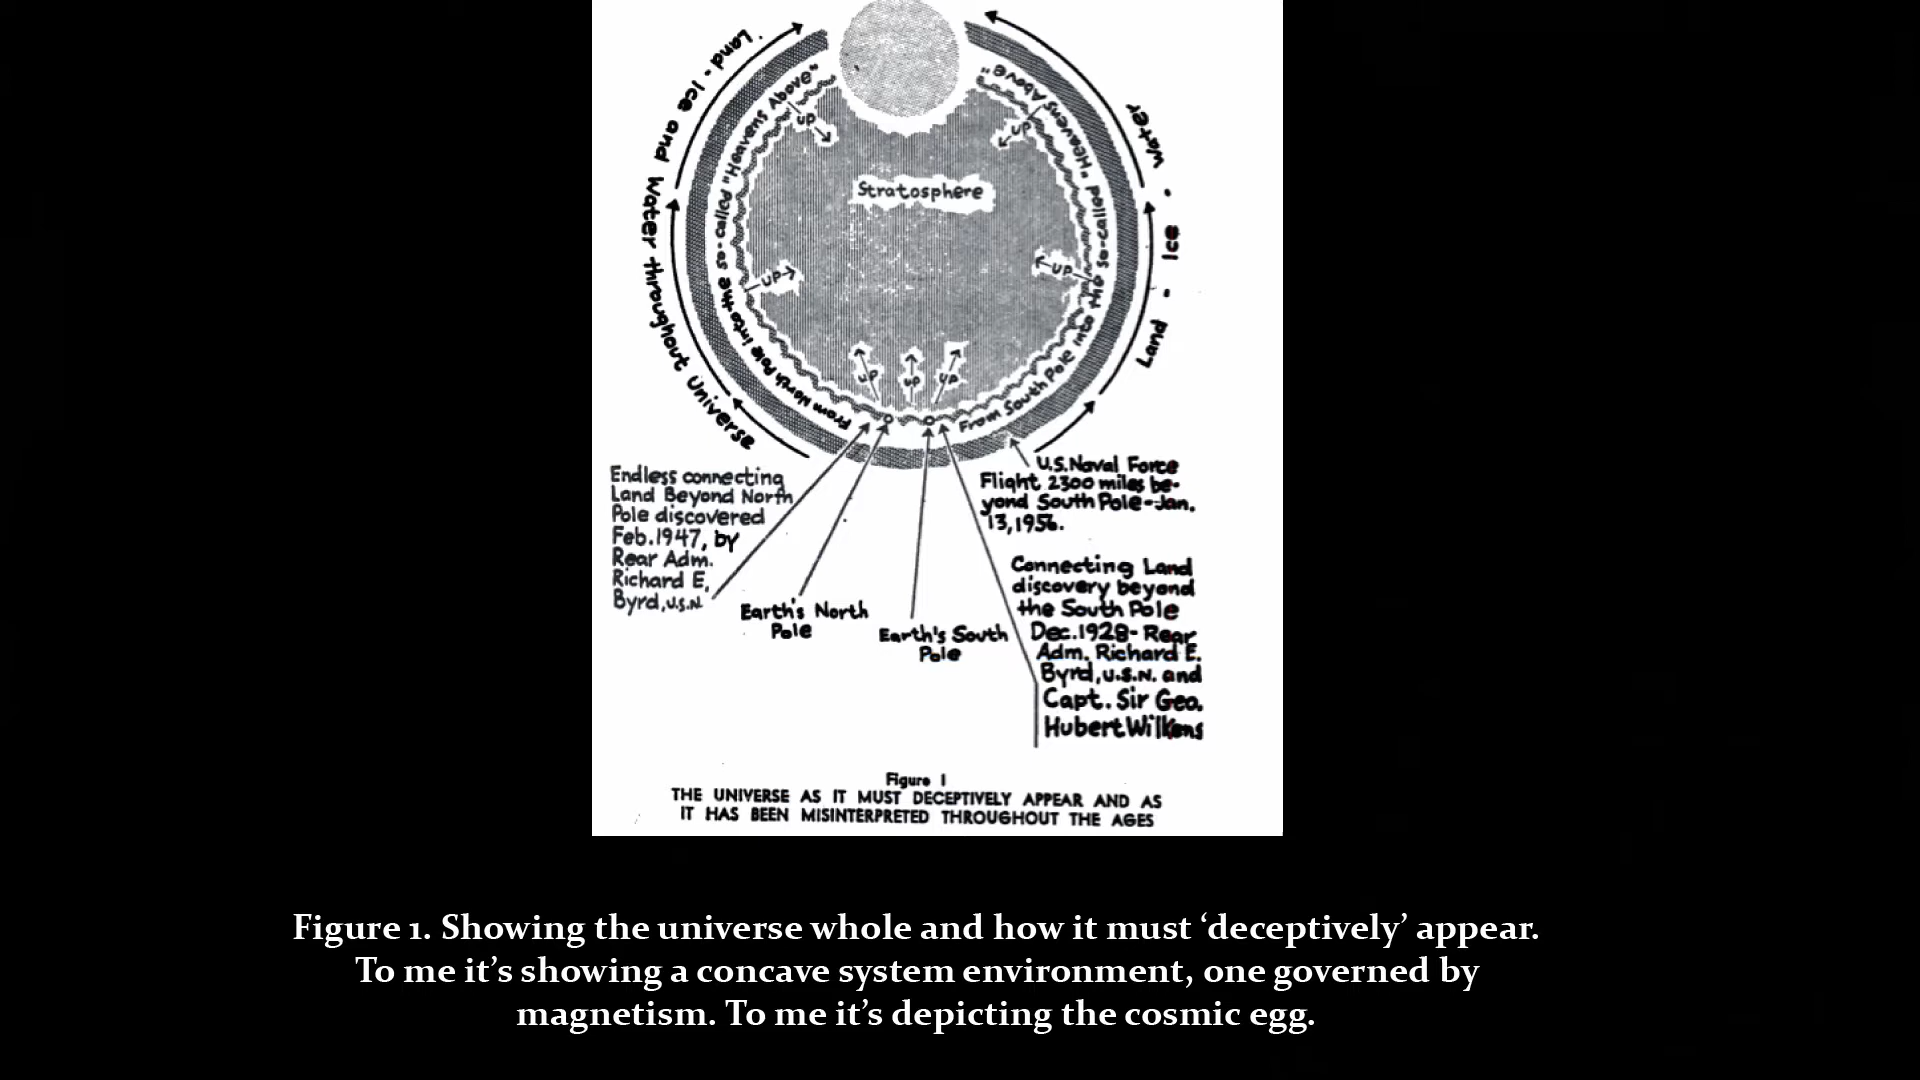 Land - Ice and Water throughout Universe
Water - Ice - Land
From North Pole into the so-called "Heavens Above"
From South Pole into the so-called "Heavens Above"
UP
UP
Stratosphere
UP
UP
UP
UP
UP
Endless connecting
Land Beyond North
Pole discovered
Feb.1947, by
Rear Adm.
Richard E.
Byrd, U.S.N.
Earth's North
Pole
Earth's South
Pole
U.S. Naval Force
Flight 2300 miles be-
yond South Pole-Jan.
13, 1956.
Connecting Land
discovery beyond
the South Pole
Dec. 1928- Rear
Adm. Richard E.
Byrd, U.S.N. and
Capt. Sir Geo.
Hubert Wilkens
Figure 1
THE UNIVERSE AS IT MUST DECEPTIVELY APPEAR AND AS
IT HAS BEEN MISINTERPRETED THROUGHOUT THE AGES
Figure 1. Showing the universe whole and how it must ‘deceptively’ appear.
To me it’s showing a concave system environment, one governed by
magnetism. To me it’s depicting the cosmic egg.